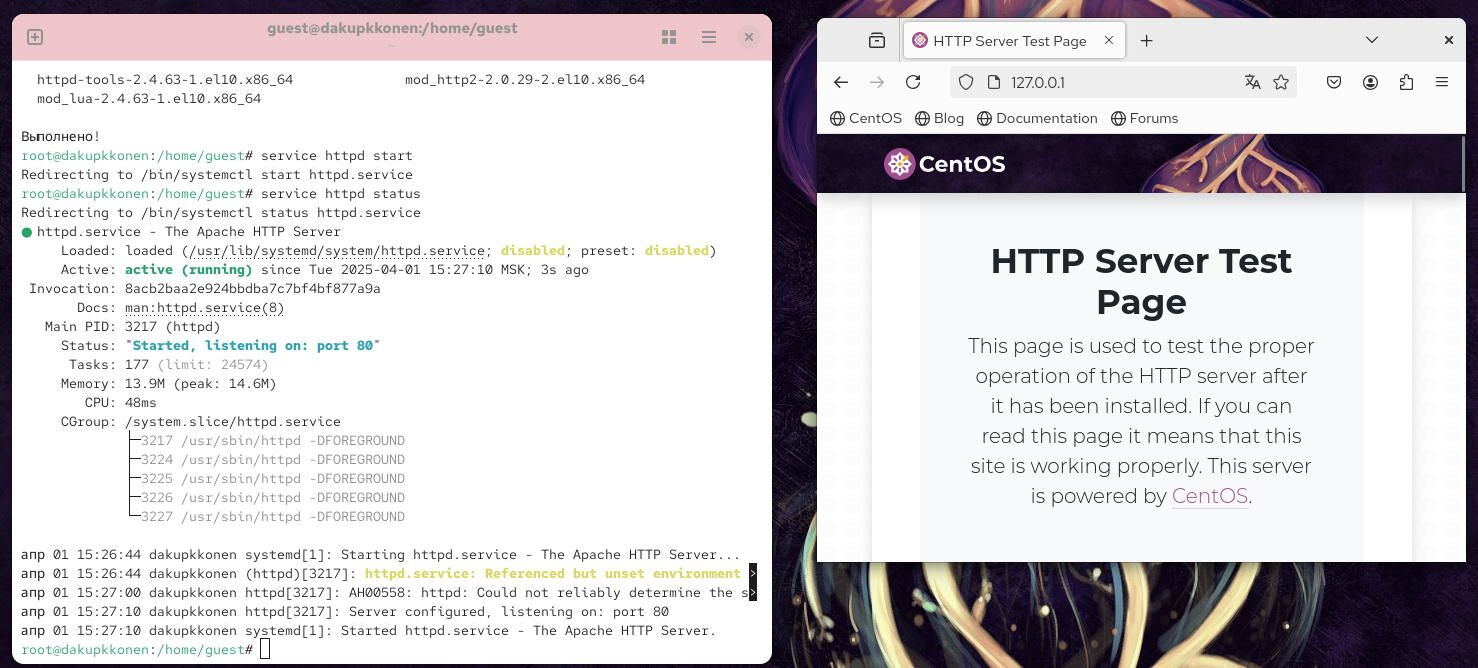 guest@dakupkkonen:/home/guest
~
httpd-tools-2.4.63-1.el10.x86_64 mod_http2-2.0.29-2.el10.x86_64
mod_lua-2.4.63-1.el10.x86_64
Выполнено!
root@dakupkkonen:/home/guest# service httpd start
Redirecting to /bin/systemctl start httpd.service
root@dakupkkonen:/home/guest# service httpd status
Redirecting to /bin/systemctl status httpd.service
● httpd.service - The Apache HTTP Server
Loaded: loaded (/usr/lib/systemd/system/httpd.service; disabled; preset: disabled)
Active: active (running) since Tue 2025-04-01 15:27:10 MSK; 3s ago
Invocation: 8acb2baa2e924bbdba7c7bf4bf877a9a
Docs: man:httpd.service(8)
Main PID: 3217 (httpd)
Status: "Started, listening on: port 80"
Tasks: 177 (limit: 24574)
Memory: 13.9M (peak: 14.6M)
CPU: 48ms
CGroup: /system.slice/httpd.service
├─3217 /usr/sbin/httpd -DFOREGROUND
├─3224 /usr/sbin/httpd -DFOREGROUND
├─3225 /usr/sbin/httpd -DFOREGROUND
├─3226 /usr/sbin/httpd -DFOREGROUND
└─3227 /usr/sbin/httpd -DFOREGROUND
апр 01 15:26:44 dakupkkonen systemd[1]: Starting httpd.service - The Apache HTTP Server...
апр 01 15:26:44 dakupkkonen (httpd)[3217]: httpd.service: Referenced but unset environment >
апр 01 15:27:00 dakupkkonen httpd[3217]: AH00558: httpd: Could not reliably determine the s>
апр 01 15:27:10 dakupkkonen httpd[3217]: Server configured, listening on: port 80
апр 01 15:27:10 dakupkkonen systemd[1]: Started httpd.service - The Apache HTTP Server.
root@dakupkkonen:/home/guest#
HTTP Server Test Page
127.0.0.1
CentOS Blog Documentation Forums
CentOS
HTTP Server Test
Page
This page is used to test the proper
operation of the HTTP server after
it has been installed. If you can
read this page it means that this
site is working properly. This server
is powered by CentOS.